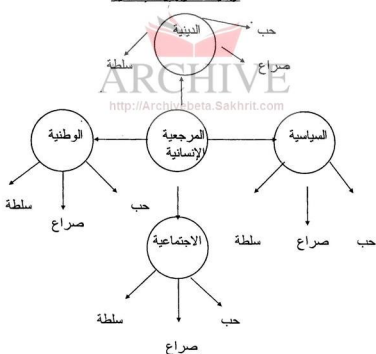 الدينية
حب
سلطة
صراع
ARCHIVE
http://Archivebeta.Sakhrit.com
الوطنية
المرجعية
الإنسانية
السياسية
سلطة
صراع
حب
الاجتماعية
سلطة
صراع
حب
سلطة
صراع
حب